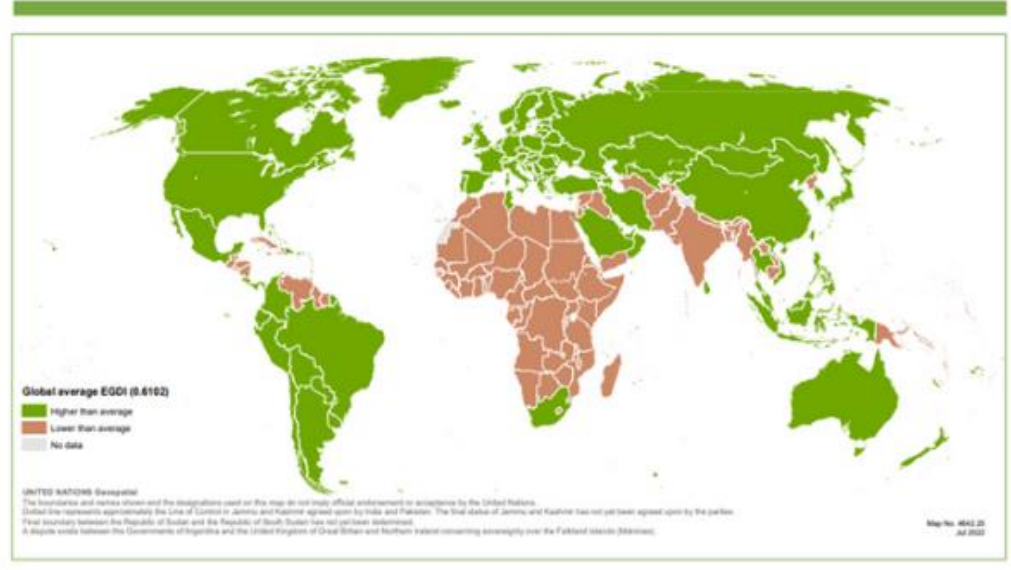 Global average EGDI (0.6102)
Higher than average
Lower than average
No data
UNITED NATIONS Geospatial
The boundaries and names shown and the designations used on this map do not imply official endorsement or acceptance by the United Nations.
Dotted line represents approximately the Line of Control in Jammu and Kashmir agreed upon by India and Pakistan. The final status of Jammu and Kashmir has not yet been agreed upon by the parties.
Final boundary between the Republic of Sudan and the Republic of South Sudan has not yet been determined.
A dispute exists between the Governments of Argentina and the United Kingdom of Great Britain and Northern Ireland concerning sovereignty over the Falkland Islands (Malvinas).
Map No. 4642.25
Jul 2022